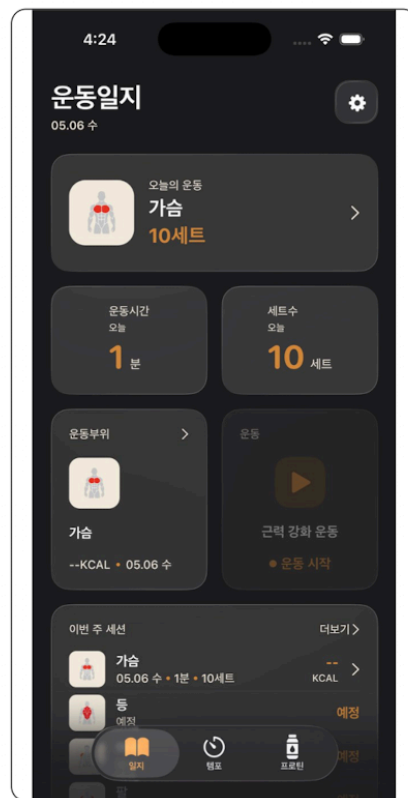 4:24
운동일지
05.06 수
오늘의 운동
가슴
10세트
운동시간
오늘
1 분
세트수
오늘
10 세트
운동부위
가슴
--KCAL • 05.06 수
운동
근력 강화 운동
운동 시작
이번 주 세션
더보기
가슴
05.06 수 • 1분 • 10세트
--
KCAL
등
예정
예정
예정
팔
일지
템포
프로틴